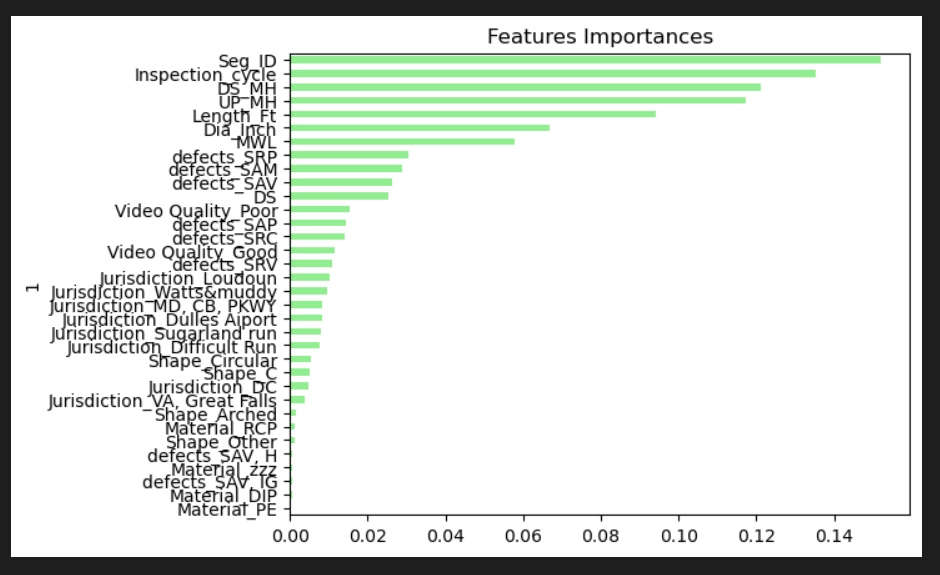 Features Importances
Seg_ID
Inspection_cycle
DS_MH
UP_MH
Length_Ft
Dia_Inch
MWL
defects_SRP
defects_SAM
defects_SAV
DS
Video Quality_Poor
defects_SAP
defects_SRC
Video Quality_Good
defects_SRV
Jurisdiction_Loudoun
Jurisdiction_Watts&muddy
Jurisdiction_MD, CB, PKWY
Jurisdiction_Dulles Aiport
Jurisdiction_Sugarland run
Jurisdiction_Difficult Run
Shape_Circular
Shape_C
Jurisdiction_DC
Jurisdiction_VA, Great Falls
Shape_Arched
Material_RCP
Shape_Other
defects_SAV, H
Material_zzz
defects_SAV, IG
Material_DIP
Material_PE
1
0.00 0.02 0.04 0.06 0.08 0.10 0.12 0.14